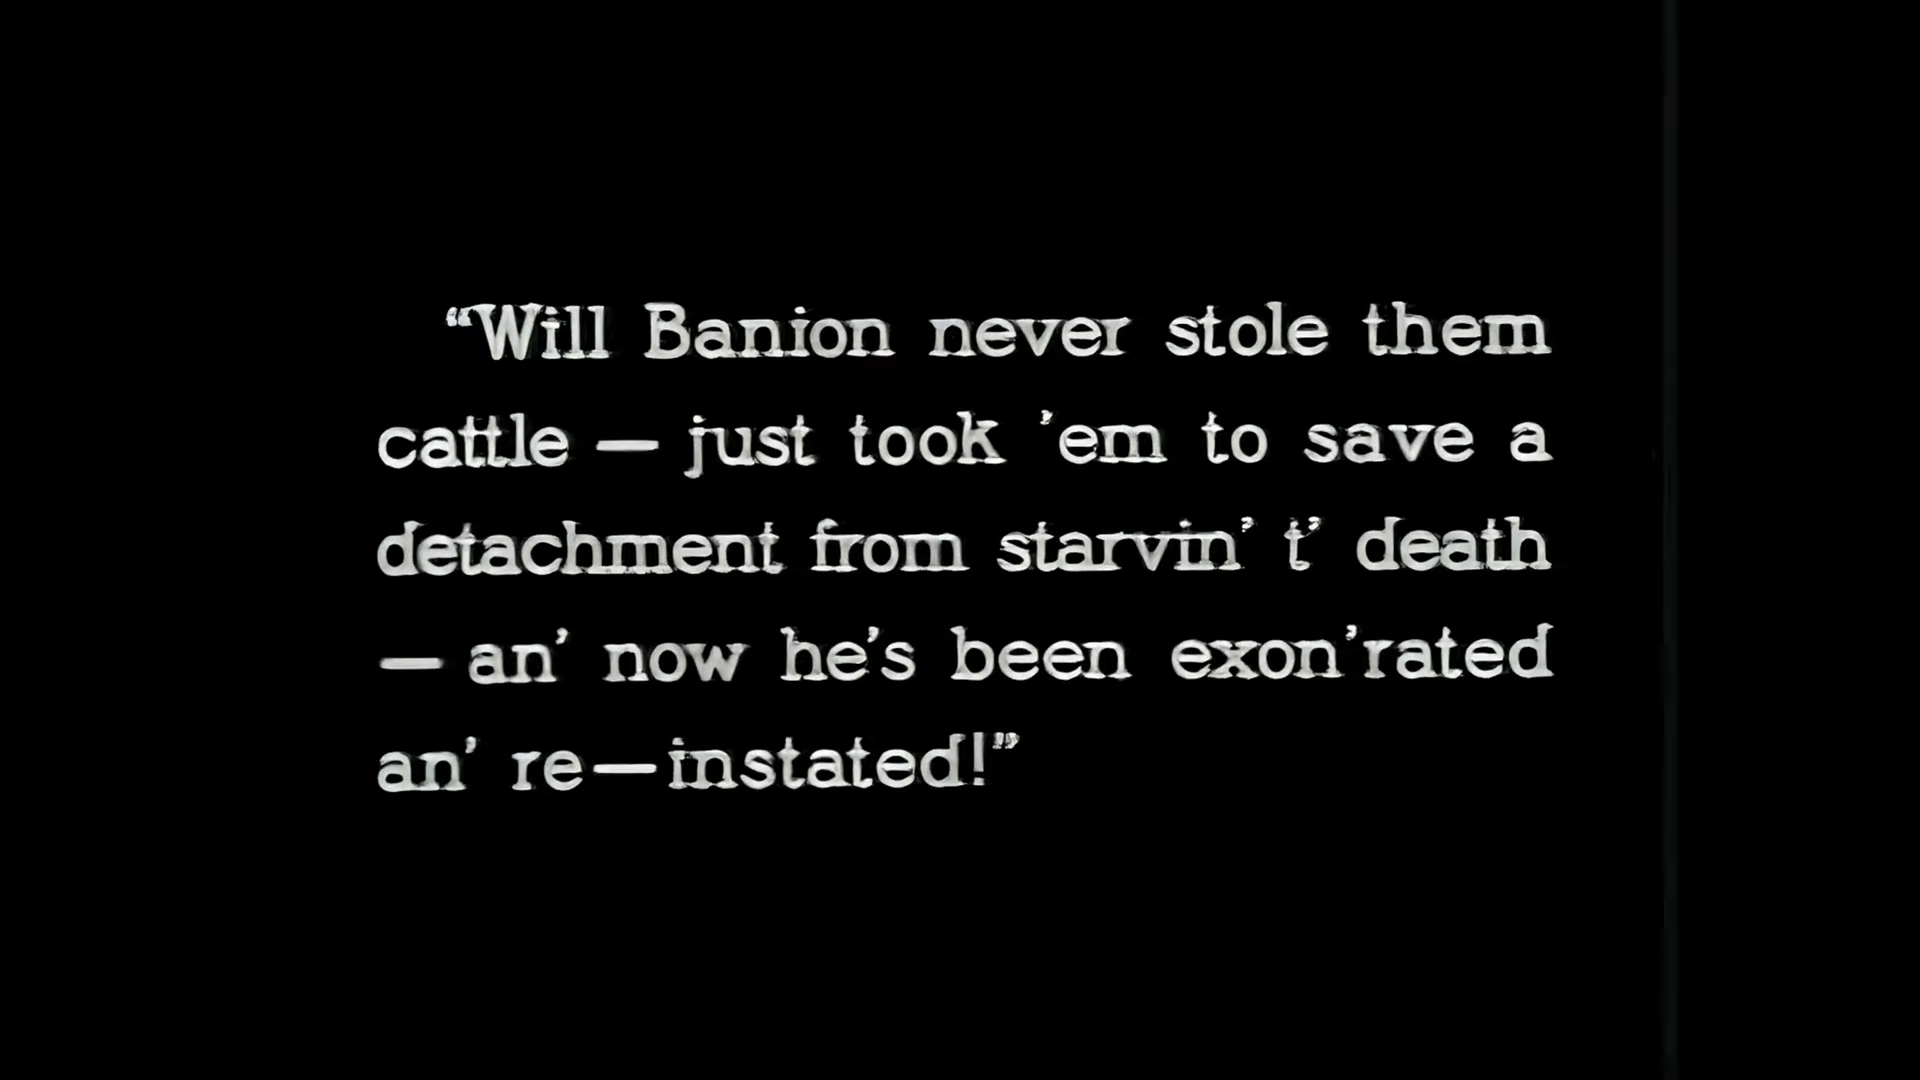 “Will Banion never stole them
cattle — just took ’em to save a
detachment from starvin’ t’ death
— an’ now he’s been exon’rated
an’ re—instated!”